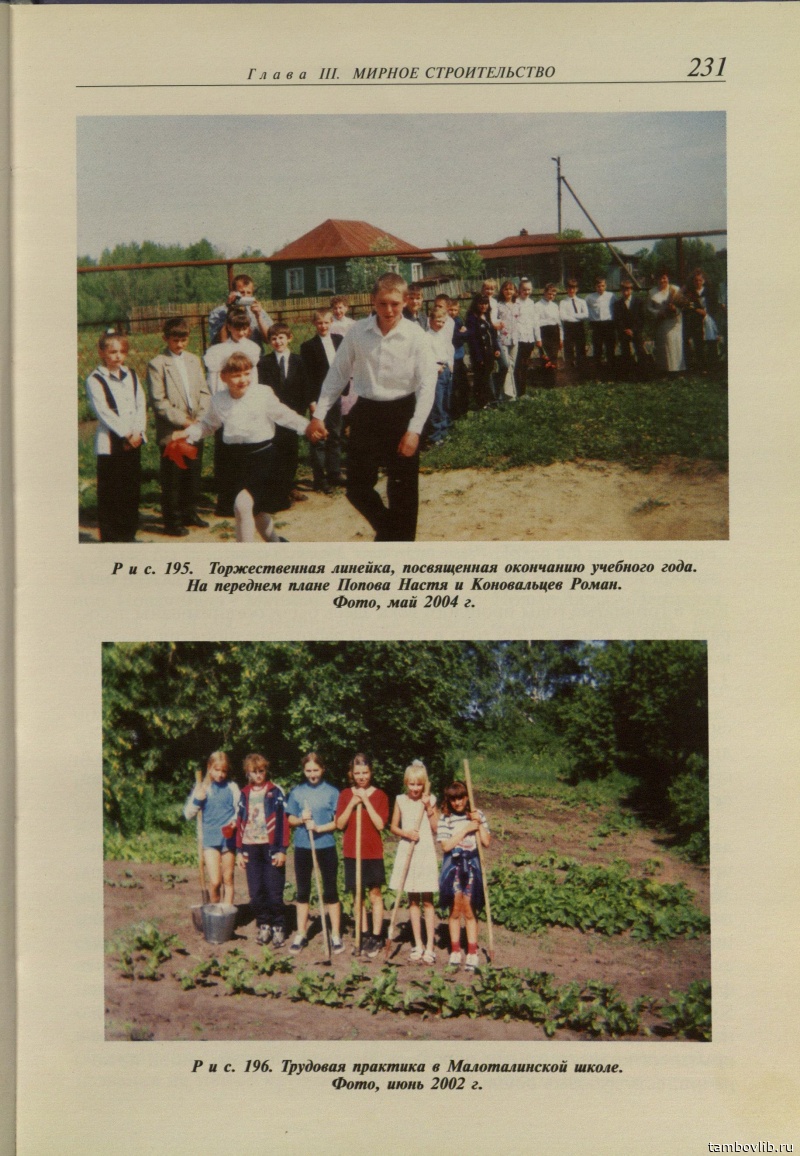 Глава III. МИРНОЕ СТРОИТЕЛЬСТВО 231
Рис. 195. Торжественная линейка, посвященная окончанию учебного года.
На переднем плане Попова Настя и Коновальцев Роман.
Фото, май 2004 г.
Рис. 196. Трудовая практика в Малоталинской школе.
Фото, июнь 2002 г.
tambovlib.ru